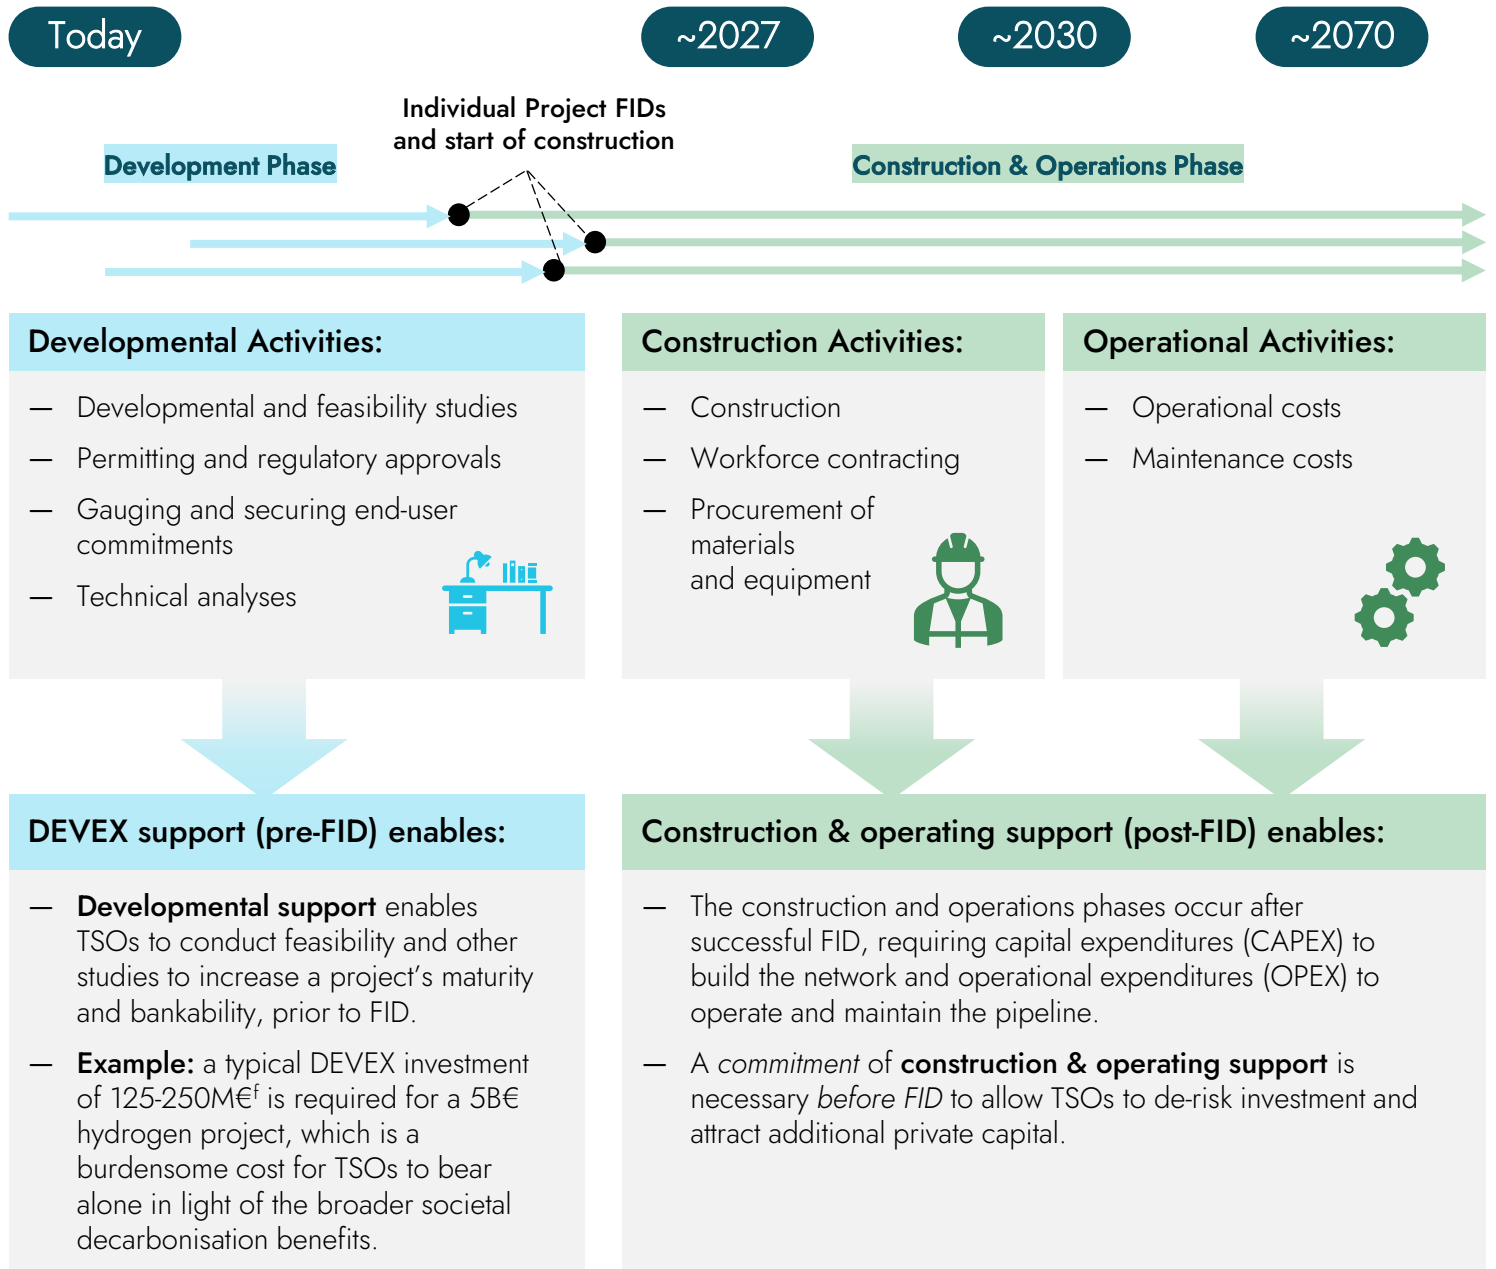 Today
~2027
~2030
~2070
Individual Project FIDs
and start of construction
Development Phase
Construction & Operations Phase
Developmental Activities:
— Developmental and feasibility studies
— Permitting and regulatory approvals
— Gauging and securing end-user
commitments
— Technical analyses
Construction Activities:
— Construction
— Workforce contracting
— Procurement of
materials
and equipment
Operational Activities:
— Operational costs
— Maintenance costs
DEVEX support (pre-FID) enables:
— Developmental support enables
TSOs to conduct feasibility and other
studies to increase a project’s maturity
and bankability, prior to FID.
— Example: a typical DEVEX investment
of 125-250M€f is required for a 5B€
hydrogen project, which is a
burdensome cost for TSOs to bear
alone in light of the broader societal
decarbonisation benefits.
Construction & operating support (post-FID) enables:
— The construction and operations phases occur after
successful FID, requiring capital expenditures (CAPEX) to
build the network and operational expenditures (OPEX) to
operate and maintain the pipeline.
— A commitment of construction & operating support is
necessary before FID to allow TSOs to de-risk investment and
attract additional private capital.